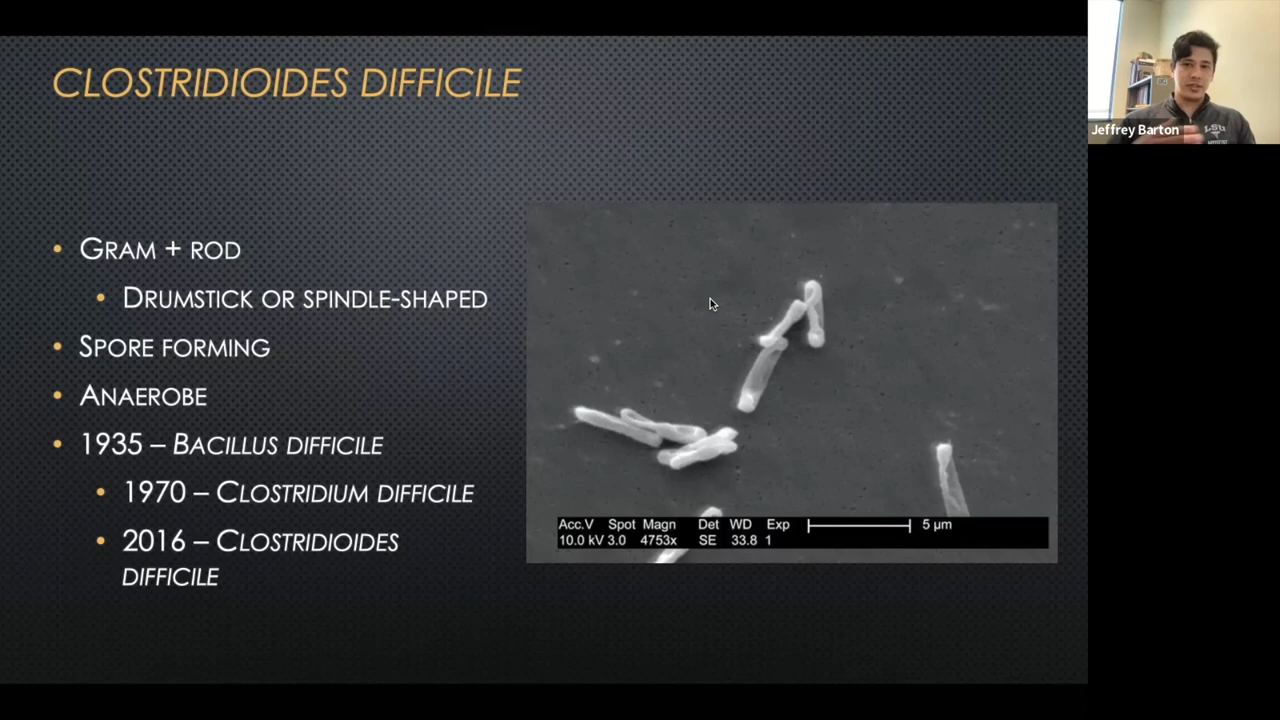 CLOSTRIDIOIDES DIFFICILE
• GRAM + ROD
• DRUMSTICK OR SPINDLE-SHAPED
• SPORE FORMING
• ANAEROBE
• 1935 – BACILLUS DIFFICILE
• 1970 – CLOSTRIDIUM DIFFICILE
• 2016 – CLOSTRIDIOIDES
DIFFICILE
Acc.V Spot Magn Det WD Exp 5 µm
10.0 kV 3.0 4753x SE 33.8 1
Jeffrey Barton
LSU